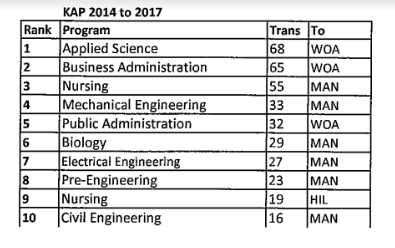 KAP 2014 to 2017
Rank Program Trans To
1 Applied Science 68 WOA
2 Business Administration 65 WOA
3 Nursing 55 MAN
4 Mechanical Engineering 33 MAN
5 Public Administration 32 WOA
6 Biology 29 MAN
7 Electrical Engineering 27 MAN
8 Pre-Engineering 23 MAN
9 Nursing 19 HIL
10 Civil Engineering 16 MAN